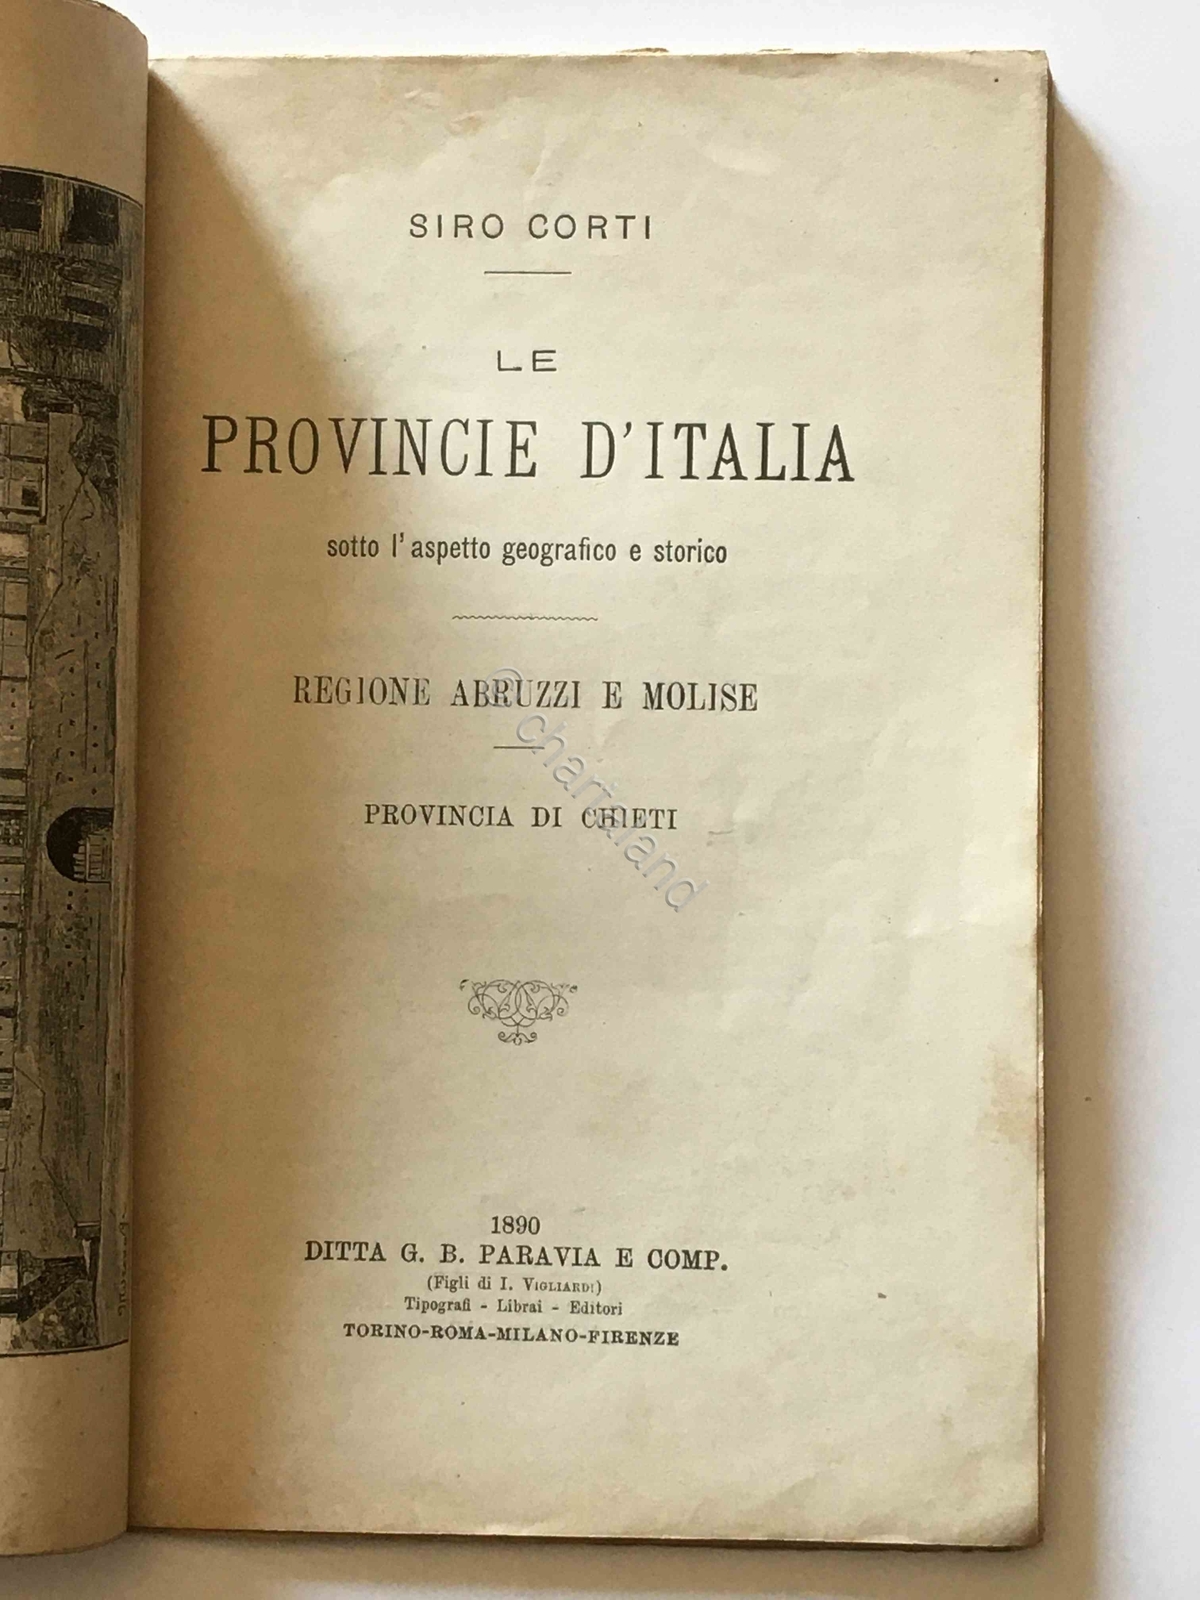 SIRO CORTI
LE
PROVINCIE D'ITALIA
sotto l'aspetto geografico e storico
REGIONE ABRUZZI E MOLISE
PROVINCIA DI CHIETI
© chartaland
1890
DITTA G. B. PARAVIA E COMP.
(Figli di I. VIGLIARDI)
Tipografi - Librai - Editori
TORINO-ROMA-MILANO-FIRENZE